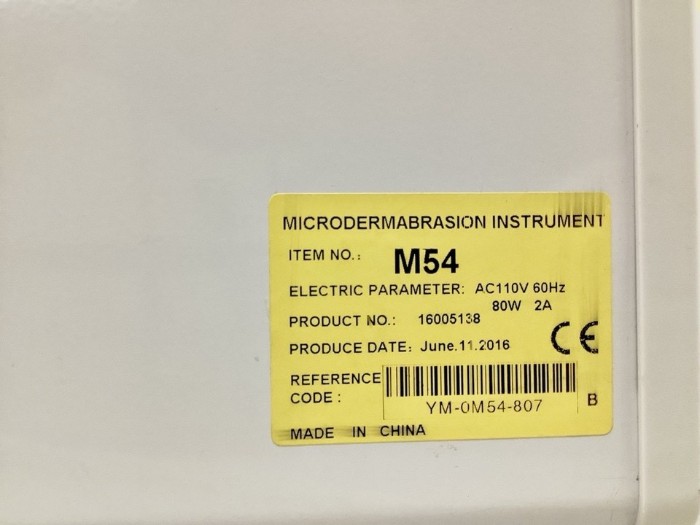 MICRODERMABRASION INSTRUMENT
ITEM NO.: M54
ELECTRIC PARAMETER: AC110V 60Hz
80W 2A
PRODUCT NO.: 16005138
PRODUCE DATE: June.11.2016
CE
REFERENCE
CODE :
YM-0M54-807 B
MADE IN CHINA